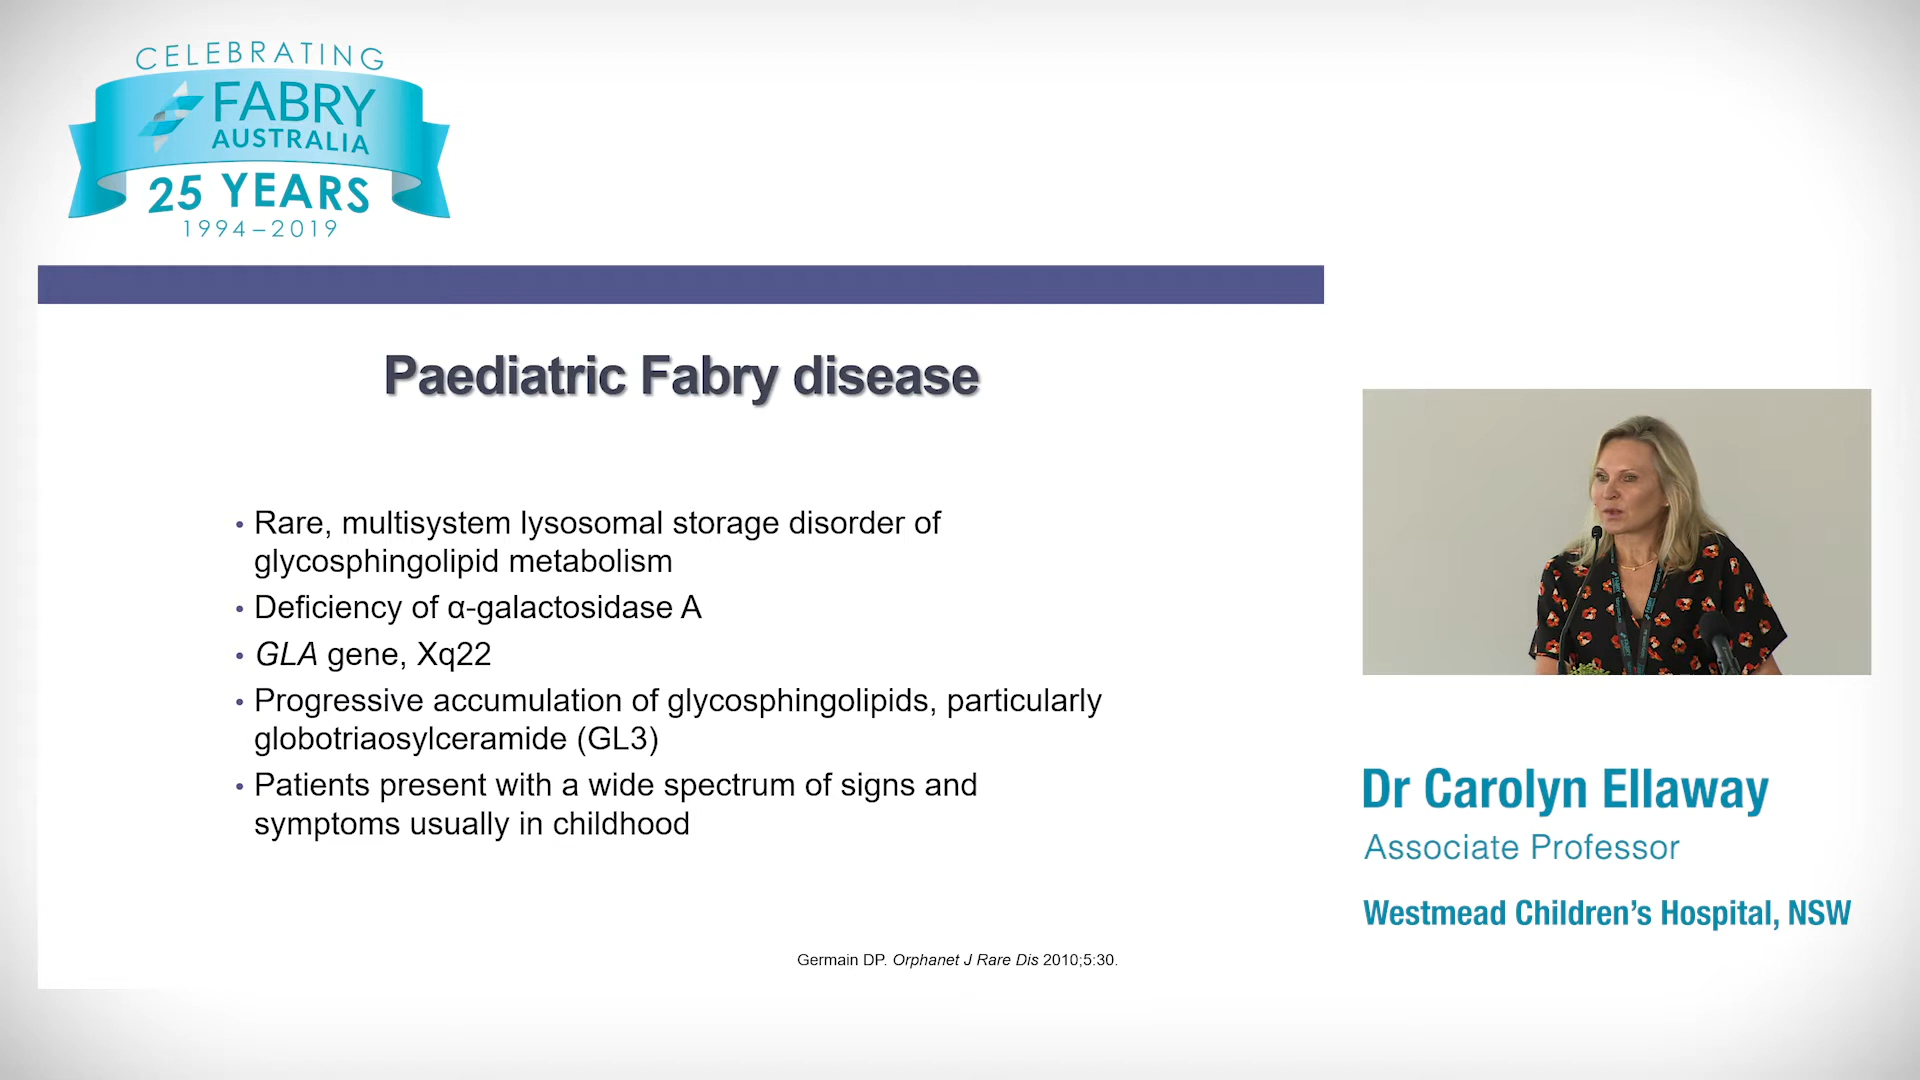 CELEBRATING
FABRY
AUSTRALIA
25 YEARS
1994–2019
Paediatric Fabry disease
• Rare, multisystem lysosomal storage disorder of
glycosphingolipid metabolism
• Deficiency of α-galactosidase A
• GLA gene, Xq22
• Progressive accumulation of glycosphingolipids, particularly
globotriaosylceramide (GL3)
• Patients present with a wide spectrum of signs and
symptoms usually in childhood
Germain DP. Orphanet J Rare Dis 2010;5:30.
Dr Carolyn Ellaway
Associate Professor
Westmead Children's Hospital, NSW